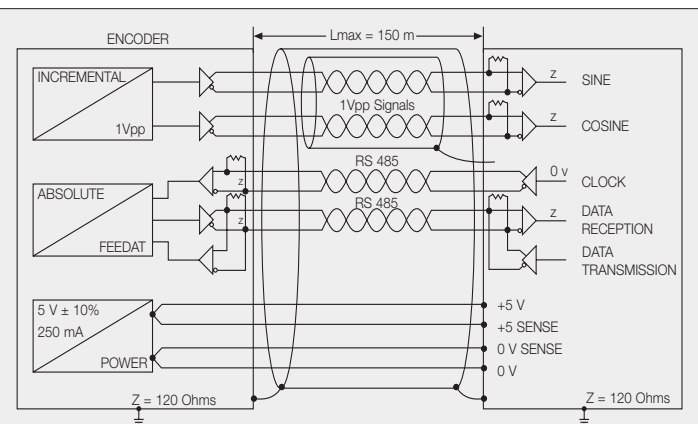 ENCODER
Lmax = 150 m
INCREMENTAL
1Vpp
1Vpp Signals
z
SINE
z
COSINE
ABSOLUTE
FEEDAT
z
z
RS 485
RS 485
0 v
CLOCK
z
DATA
RECEPTION
DATA
TRANSMISSION
5 V ± 10%
250 mA
POWER
+5 V
+5 SENSE
0 V SENSE
0 V
Z = 120 Ohms
Z = 120 Ohms